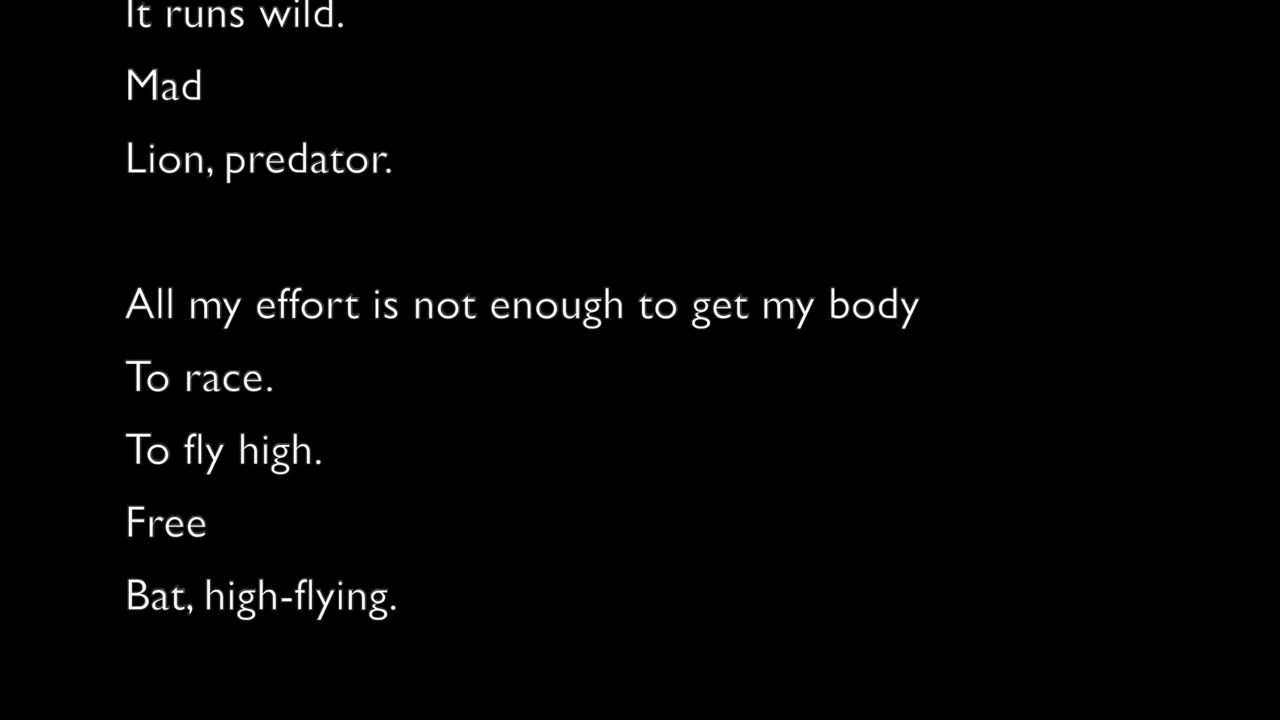 It runs wild.
Mad
Lion, predator.
All my effort is not enough to get my body
To race.
To fly high.
Free
Bat, high-flying.